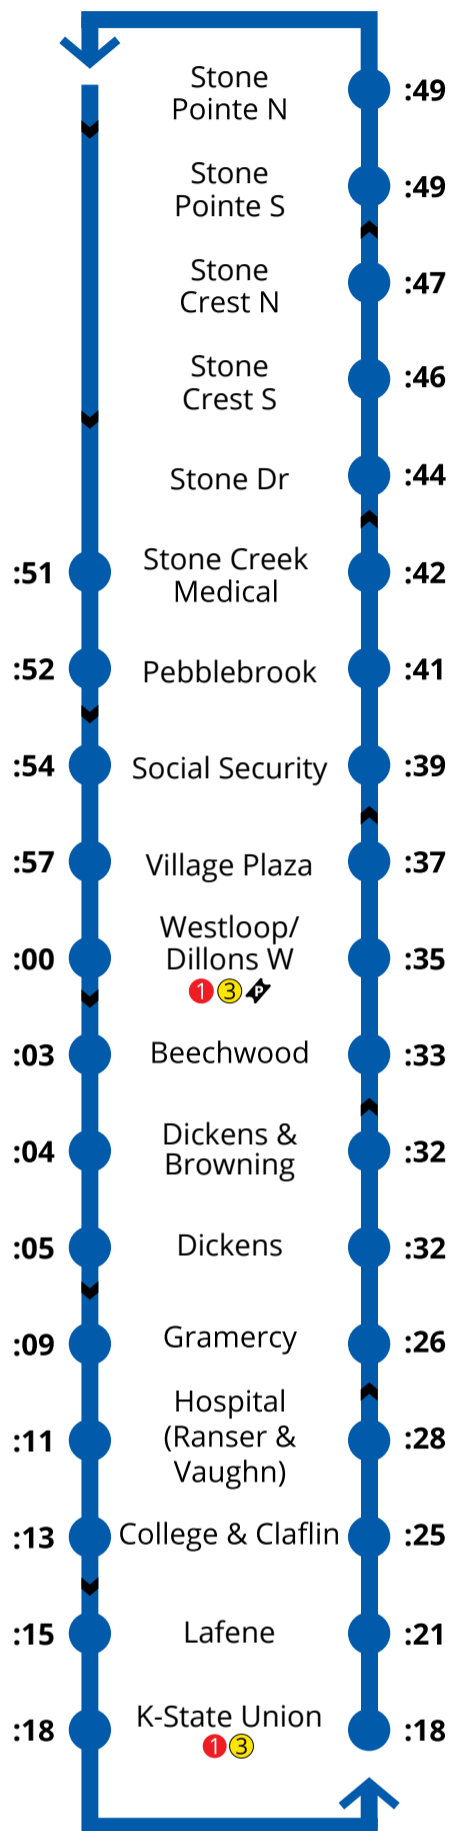 Stone
Pointe N
:49
Stone
Pointe S
:49
Stone
Crest N
:47
Stone
Crest S
:46
Stone Dr
:44
:51
Stone Creek
Medical
:42
:52
Pebblebrook
:41
:54
Social Security
:39
:57
Village Plaza
:37
:00
Westloop/
Dillons W
1 3 P
:35
:03
Beechwood
:33
:04
Dickens &
Browning
:32
:05
Dickens
:32
:09
Gramercy
:26
:11
Hospital
(Ranser &
Vaughn)
:28
:13
College & Claflin
:25
:15
Lafene
:21
:18
K-State Union
1 3
:18